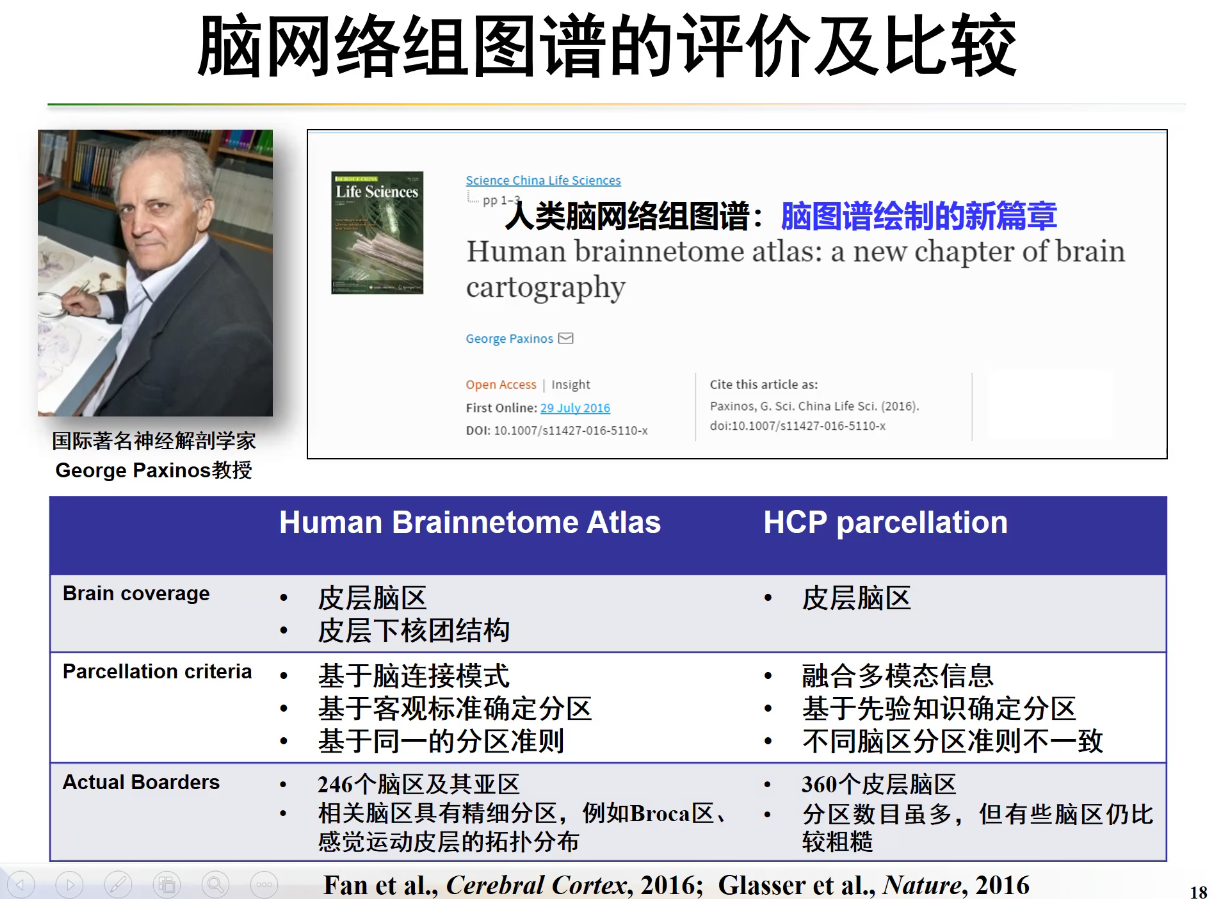 脑网络组图谱的评价及比较
Life Sciences
Science China Life Sciences
pp 1–3
人类脑网络组图谱：脑图谱绘制的新篇章
Human brainnetome atlas: a new chapter of brain
cartography
George Paxinos
Open Access | Insight
First Online: 29 July 2016
DOI: 10.1007/s11427-016-5110-x
Cite this article as:
Paxinos, G. Sci. China Life Sci. (2016).
doi:10.1007/s11427-016-5110-x
国际著名神经解剖学家
George Paxinos教授
Human Brainnetome Atlas
HCP parcellation
Brain coverage
• 皮层脑区
• 皮层下核团结构
• 皮层脑区
Parcellation criteria
• 基于脑连接模式
• 基于客观标准确定分区
• 基于同一的分区准则
• 融合多模态信息
• 基于先验知识确定分区
• 不同脑区分区准则不一致
Actual Boarders
• 246个脑区及其亚区
• 相关脑区具有精细分区，例如Broca区、
感觉运动皮层的拓扑分布
• 360个皮层脑区
• 分区数目虽多，但有些脑区仍比
较粗糙
Fan et al., Cerebral Cortex, 2016; Glasser et al., Nature, 2016
18